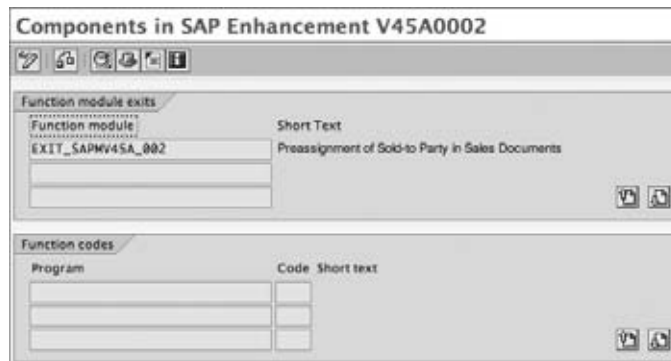 Components in SAP Enhancement V45A0002
Function module exits
Function module Short Text
EXIT_SAPMV45A_002 Preassignment of Sold-to Party in Sales Documents
Function codes
Program Code Short text